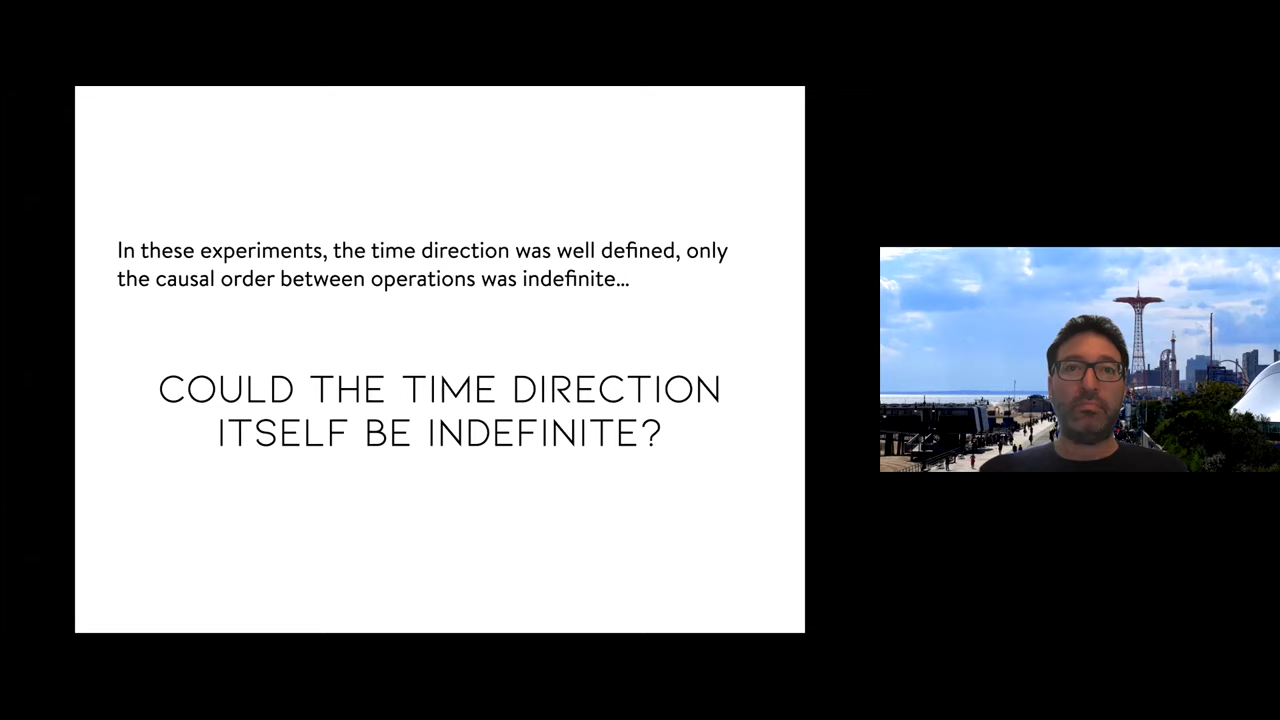 In these experiments, the time direction was well defined, only
the causal order between operations was indefinite…
COULD THE TIME DIRECTION
ITSELF BE INDEFINITE?